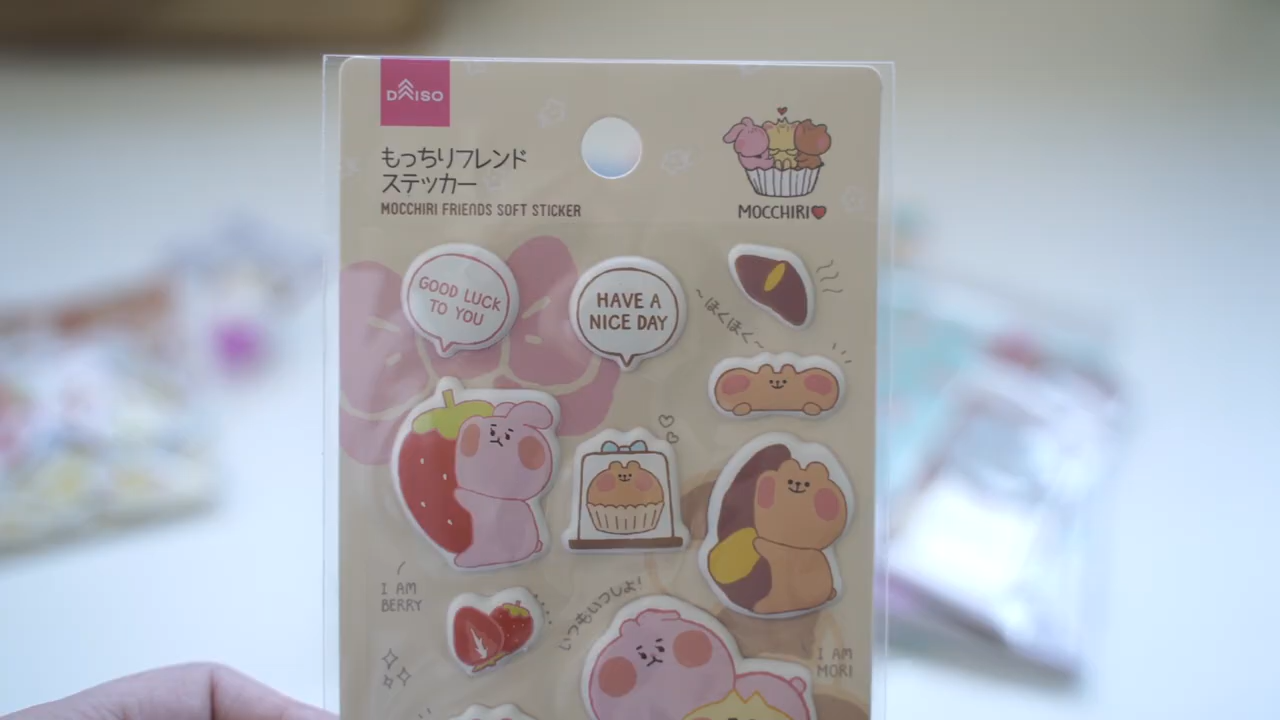 DAISO
もっちりフレンド
ステッカー
MOCCHIRI FRIENDS SOFT STICKER
MOCCHIRI
GOOD LUCK
TO YOU
HAVE A
NICE DAY
~ほくほく~
I AM
BERRY
いつもいっしょ!
I AM
MORI